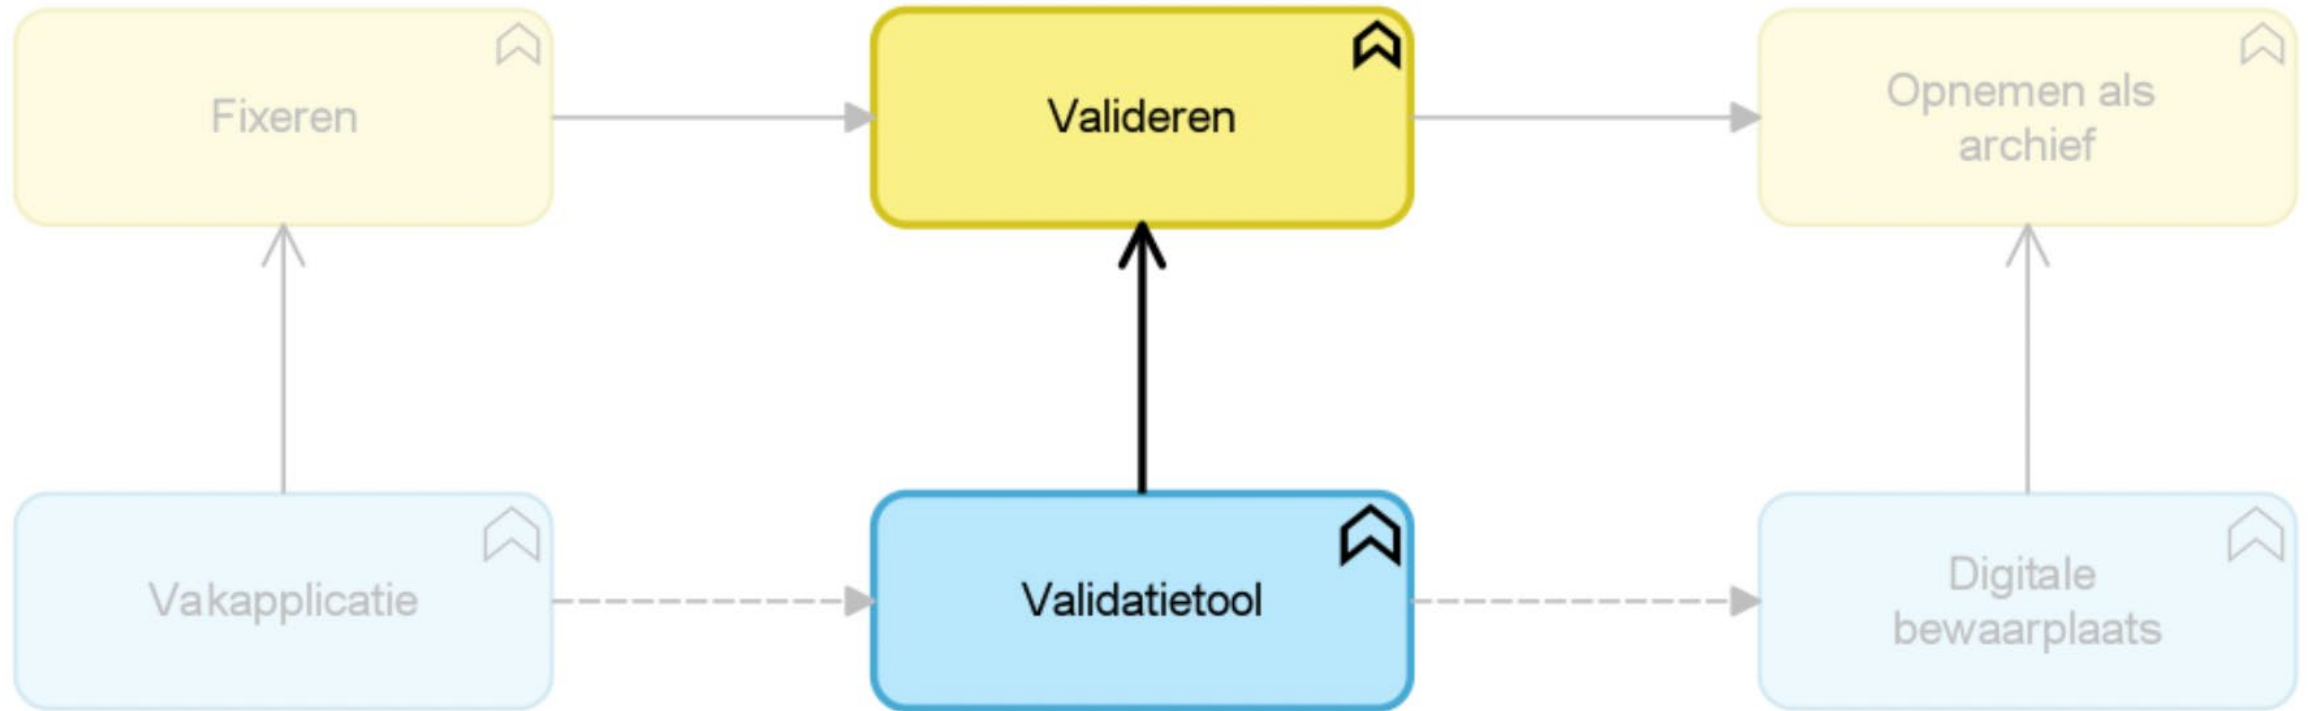 Fixeren
Valideren
Opnemen als
archief
Vakapplicatie
Validatietool
Digitale
bewaarplaats